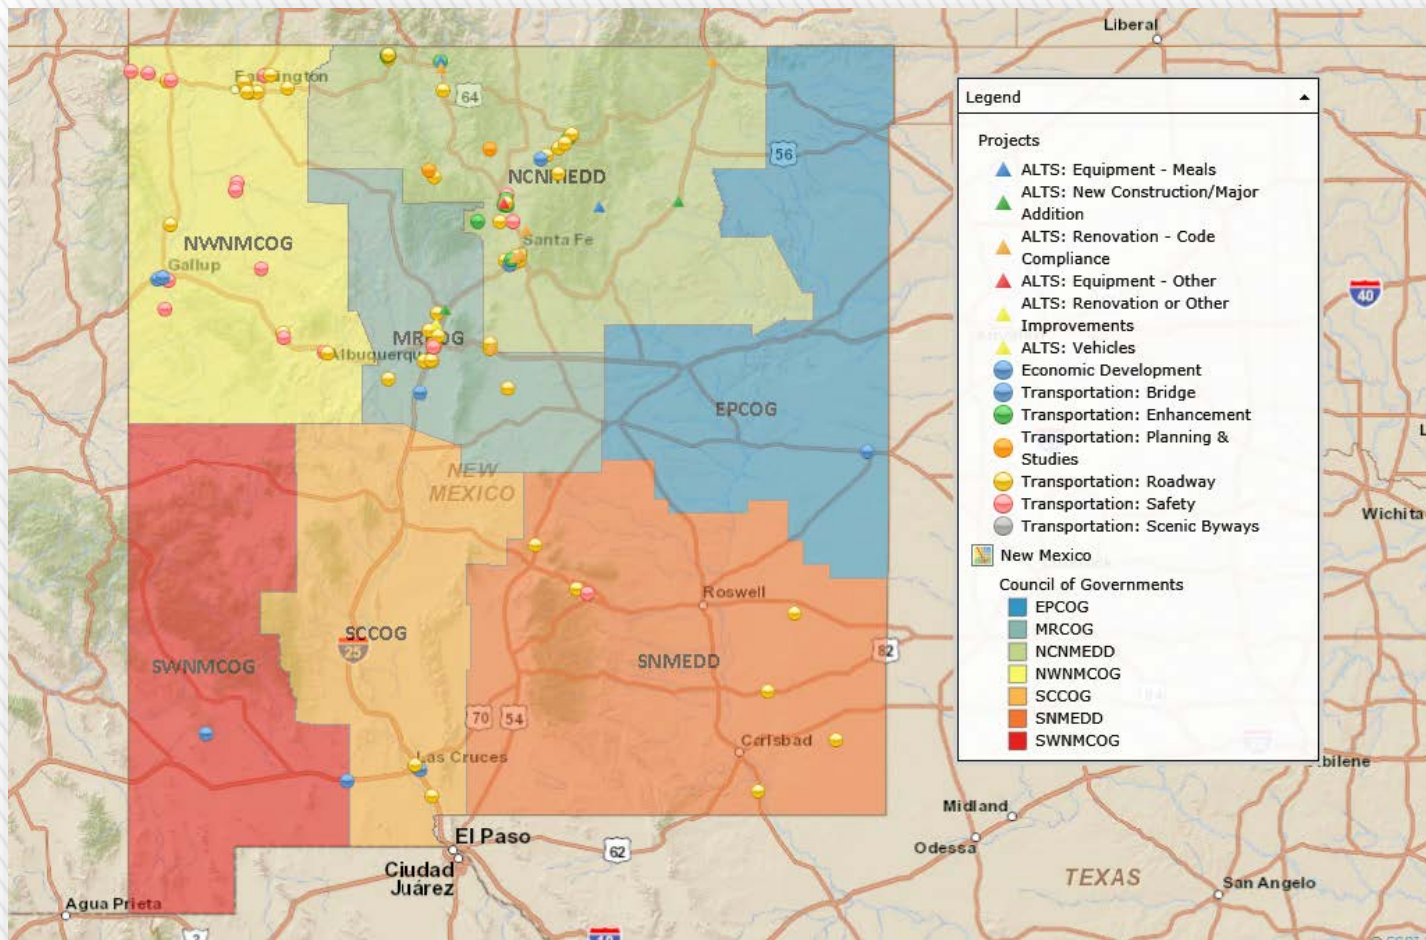 Liberal
Farmington
64
56
NCNMEDD
NWNMCOG
Santa Fe
Gallup
MRCOG
Albuquerqu
EPCOG
40
NEW
MEXICO
Wichita
Roswell
SCCOG
25
SWNMCOG
SNMEDD
82
70
54
Las Cruces
Carlsbad
Abilene
Midland
El Paso
62
Odessa
Ciudad
Juárez
TEXAS
San Angelo
Agua Prieta
2
10
Legend
Projects
ALTS: Equipment - Meals
ALTS: New Construction/Major
Addition
ALTS: Renovation - Code
Compliance
ALTS: Equipment - Other
ALTS: Renovation or Other
Improvements
ALTS: Vehicles
Economic Development
Transportation: Bridge
Transportation: Enhancement
Transportation: Planning &
Studies
Transportation: Roadway
Transportation: Safety
Transportation: Scenic Byways
New Mexico
Council of Governments
EPCOG
MRCOG
NCNMEDD
NWNMCOG
SCCOG
SNMEDD
SWNMCOG